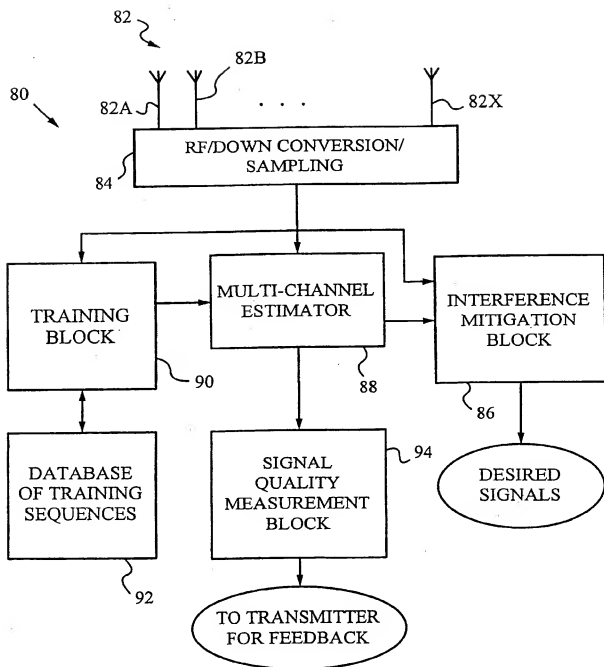 82
82B
80
82A
. . .
82X
RF/DOWN CONVERSION/
SAMPLING
84
TRAINING
BLOCK
90
MULTI-CHANNEL
ESTIMATOR
88
INTERFERENCE
MITIGATION
BLOCK
86
DATABASE
OF TRAINING
SEQUENCES
92
SIGNAL
QUALITY
MEASUREMENT
BLOCK
94
DESIRED
SIGNALS
TO TRANSMITTER
FOR FEEDBACK